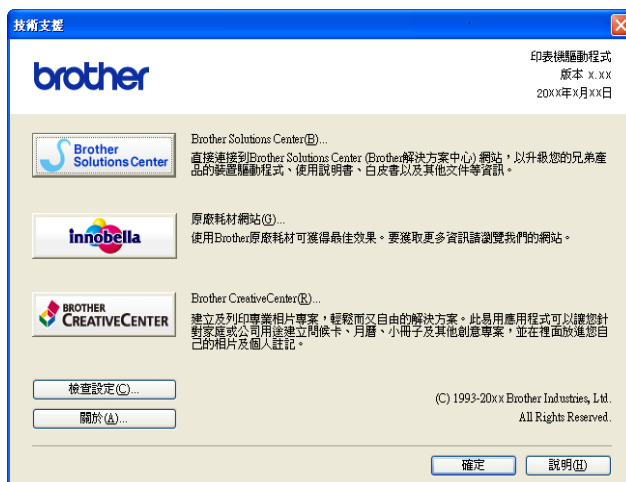 技術支援
brother
印表機驅動程式
版本 x.xx
20xx年x月xx日
Brother
Solutions Center
Brother Solutions Center(B)...
直接連接到Brother Solutions Center (Brother解決方案中心) 網站，以升級您的兄弟產
品的裝置驅動程式、使用說明書、白皮書以及其他文件等資訊。
innobella
原廠耗材網站(G)...
使用Brother原廠耗材可獲得最佳效果。要獲取更多資訊請瀏覽我們的網站。
BROTHER
CREATIVECENTER
Brother CreativeCenter(R)...
建立及列印專業相片專案，輕鬆而又自由的解決方案。此易用應用程式可以讓您針
對家庭或公司用途建立問候卡、月曆、小冊子及其他創意專案，並在裡面放進您自
己的相片及個人註記。
檢查設定(C)...
關於(A)...
(C) 1993-20xx Brother Industries, Ltd.
All Rights Reserved.
確定
說明(H)